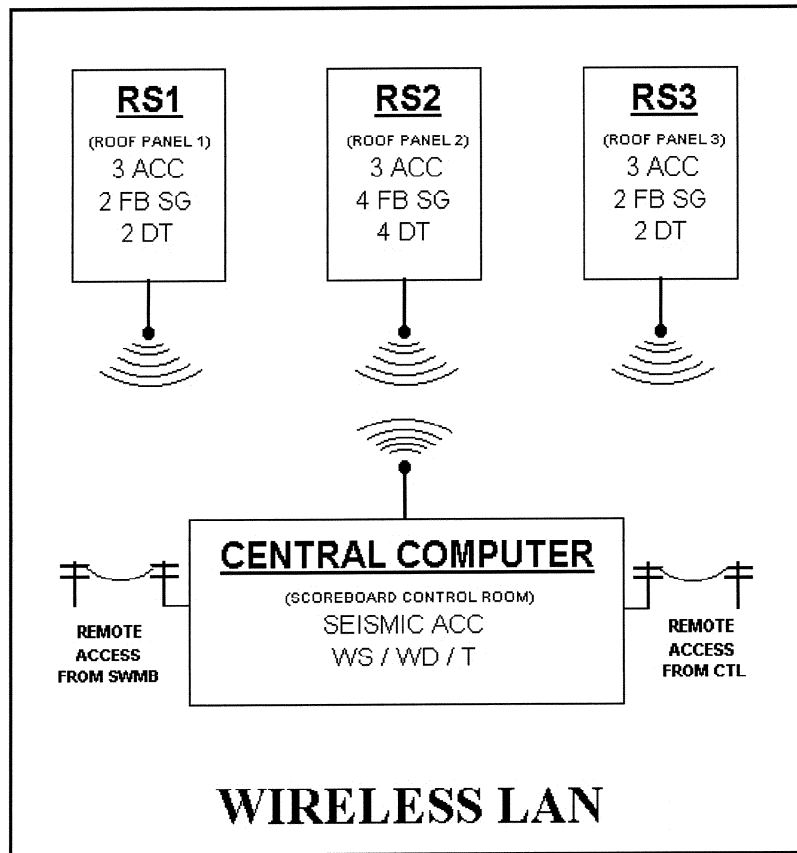 RS1
(ROOF PANEL 1)
3 ACC
2 FB SG
2 DT
RS2
(ROOF PANEL 2)
3 ACC
4 FB SG
4 DT
RS3
(ROOF PANEL 3)
3 ACC
2 FB SG
2 DT
CENTRAL COMPUTER
(SCOREBOARD CONTROL ROOM)
SEISMIC ACC
WS / WD / T
REMOTE
ACCESS
FROM SWMB
REMOTE
ACCESS
FROM CTL
WIRELESS LAN